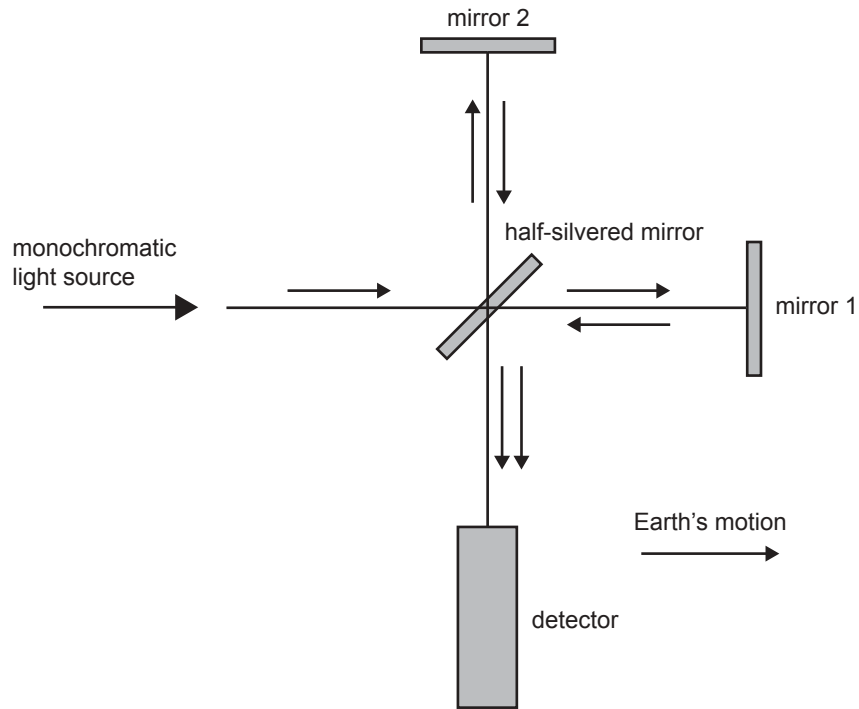 mirror 2
half-silvered mirror
monochromatic
light source
mirror 1
Earth’s motion
detector